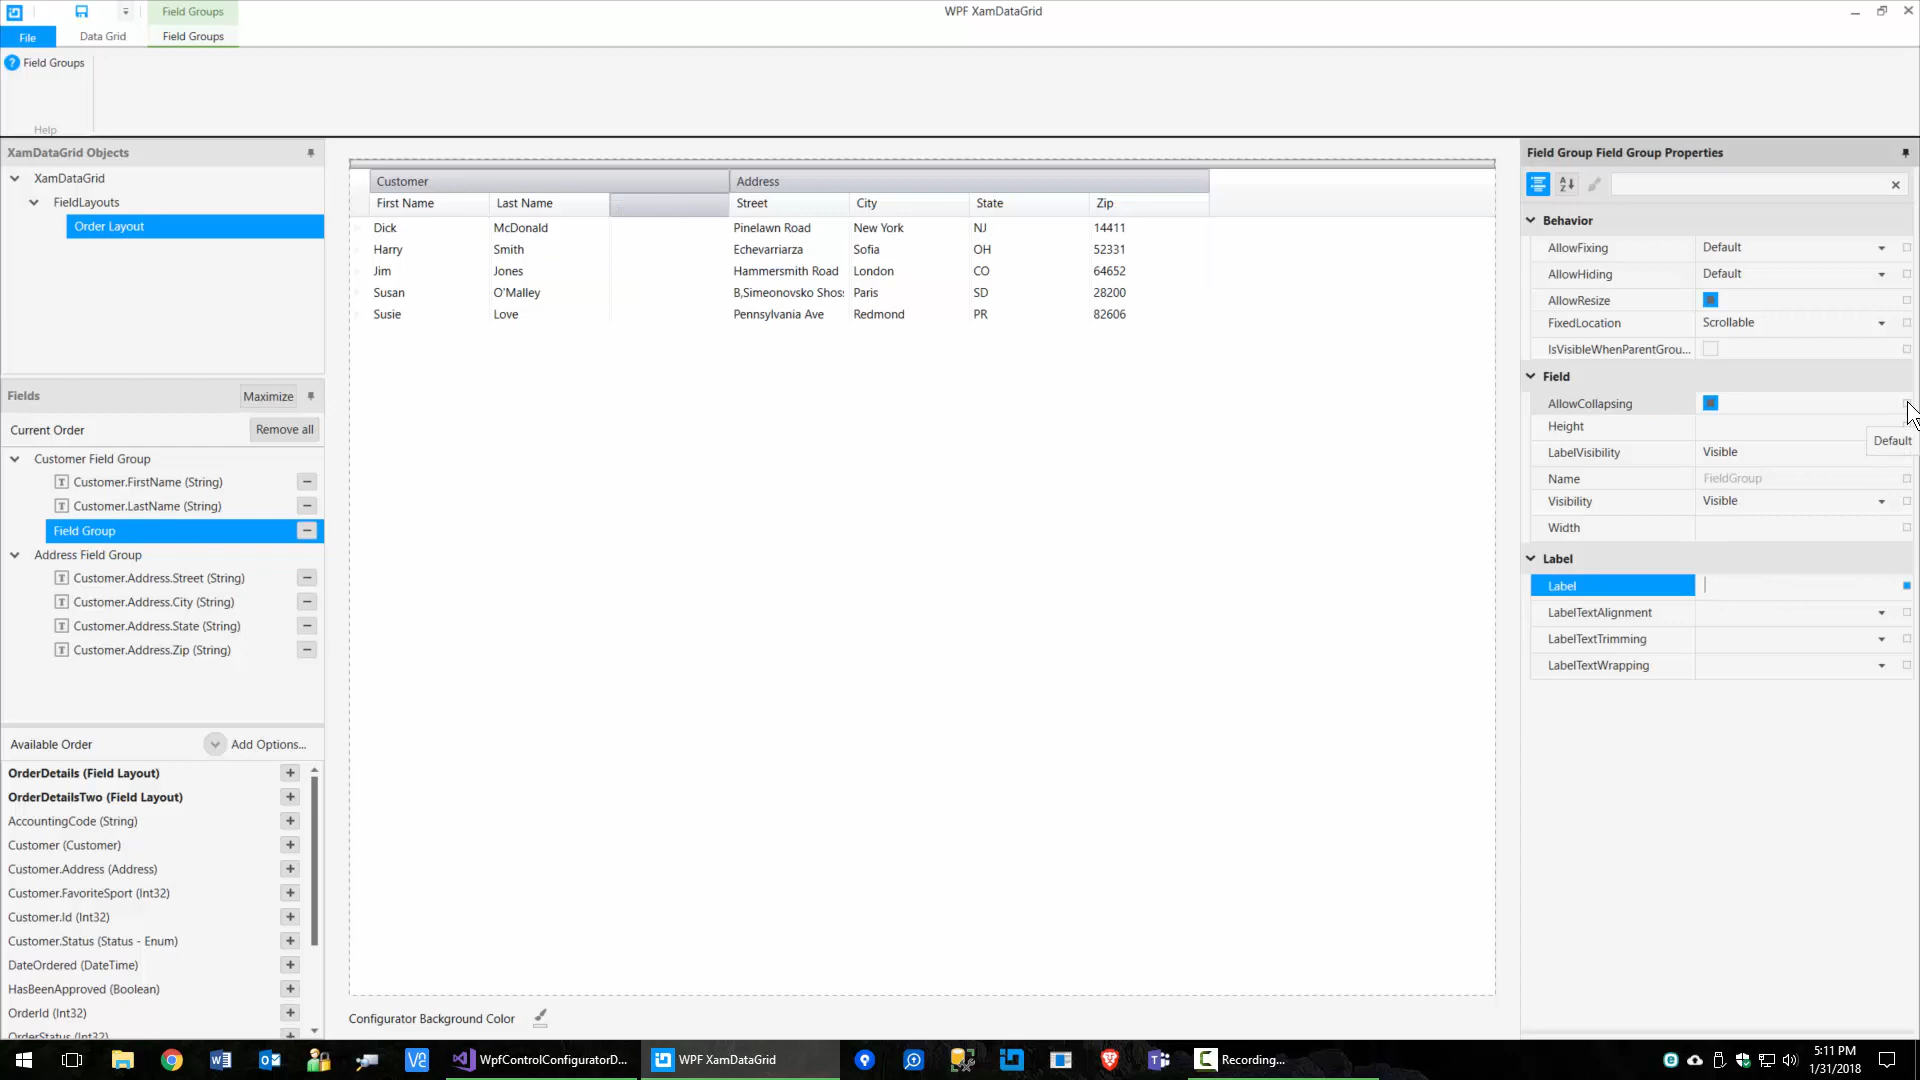 Field Groups
WPF XamDataGrid
File
Data Grid
Field Groups
? Field Groups
Help
XamDataGrid Objects
XamDataGrid
FieldLayouts
Order Layout
Fields
Maximize
Current Order
Remove all
Customer Field Group
T Customer.FirstName (String)
T Customer.LastName (String)
Field Group
Address Field Group
T Customer.Address.Street (String)
T Customer.Address.City (String)
T Customer.Address.State (String)
T Customer.Address.Zip (String)
Available Order
Add Options...
OrderDetails (Field Layout)
OrderDetailsTwo (Field Layout)
AccountingCode (String)
Customer (Customer)
Customer.Address (Address)
Customer.FavoriteSport (Int32)
Customer.Id (Int32)
Customer.Status (Status - Enum)
DateOrdered (DateTime)
HasBeenApproved (Boolean)
OrderId (Int32)
OrderStatus (Int32)
Customer Address
First Name Last Name Street City State Zip
Dick McDonald Pinelawn Road New York NJ 14411
Harry Smith Echevarriarza Sofia OH 52331
Jim Jones Hammersmith Road London CO 64652
Susan O'Malley B,Simeonovsko Shos Paris SD 28200
Susie Love Pennsylvania Ave Redmond PR 82606
Configurator Background Color
Field Group Field Group Properties
A Z
Behavior
AllowFixing Default
AllowHiding Default
AllowResize
FixedLocation Scrollable
IsVisibleWhenParentGrou...
Field
AllowCollapsing
Height
Default
LabelVisibility Visible
Name FieldGroup
Visibility Visible
Width
Label
Label
LabelTextAlignment
LabelTextTrimming
LabelTextWrapping
WpfControlConfiguratorD...
WPF XamDataGrid
Recording...
5:11 PM
1/31/2018